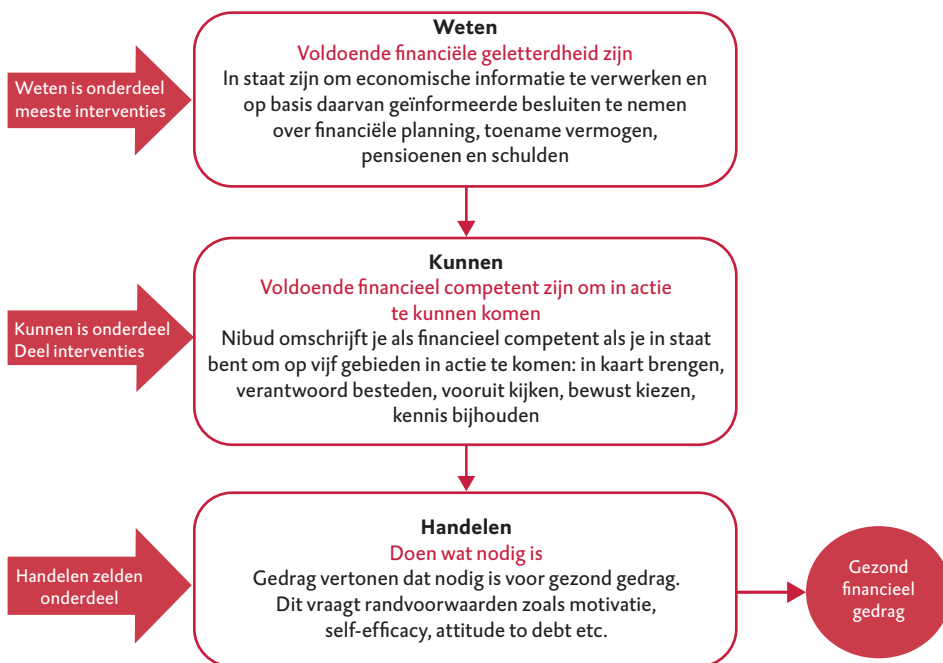 Weten
Voldoende financiële geletterdheid zijn
In staat zijn om economische informatie te verwerken en
op basis daarvan geïnformeerde besluiten te nemen
over financiële planning, toename vermogen,
pensioenen en schulden
Weten is onderdeel
meeste interventies
Kunnen
Voldoende financieel competent zijn om in actie
te kunnen komen
Nibud omschrijft je als financieel competent als je in staat
bent om op vijf gebieden in actie te komen: in kaart brengen,
verantwoord besteden, vooruit kijken, bewust kiezen,
kennis bijhouden
Kunnen is onderdeel
Deel interventies
Handelen
Doen wat nodig is
Gedrag vertonen dat nodig is voor gezond gedrag.
Dit vraagt randvoorwaarden zoals motivatie,
self-efficacy, attitude to debt etc.
Handelen zelden
onderdeel
Gezond
financieel
gedrag